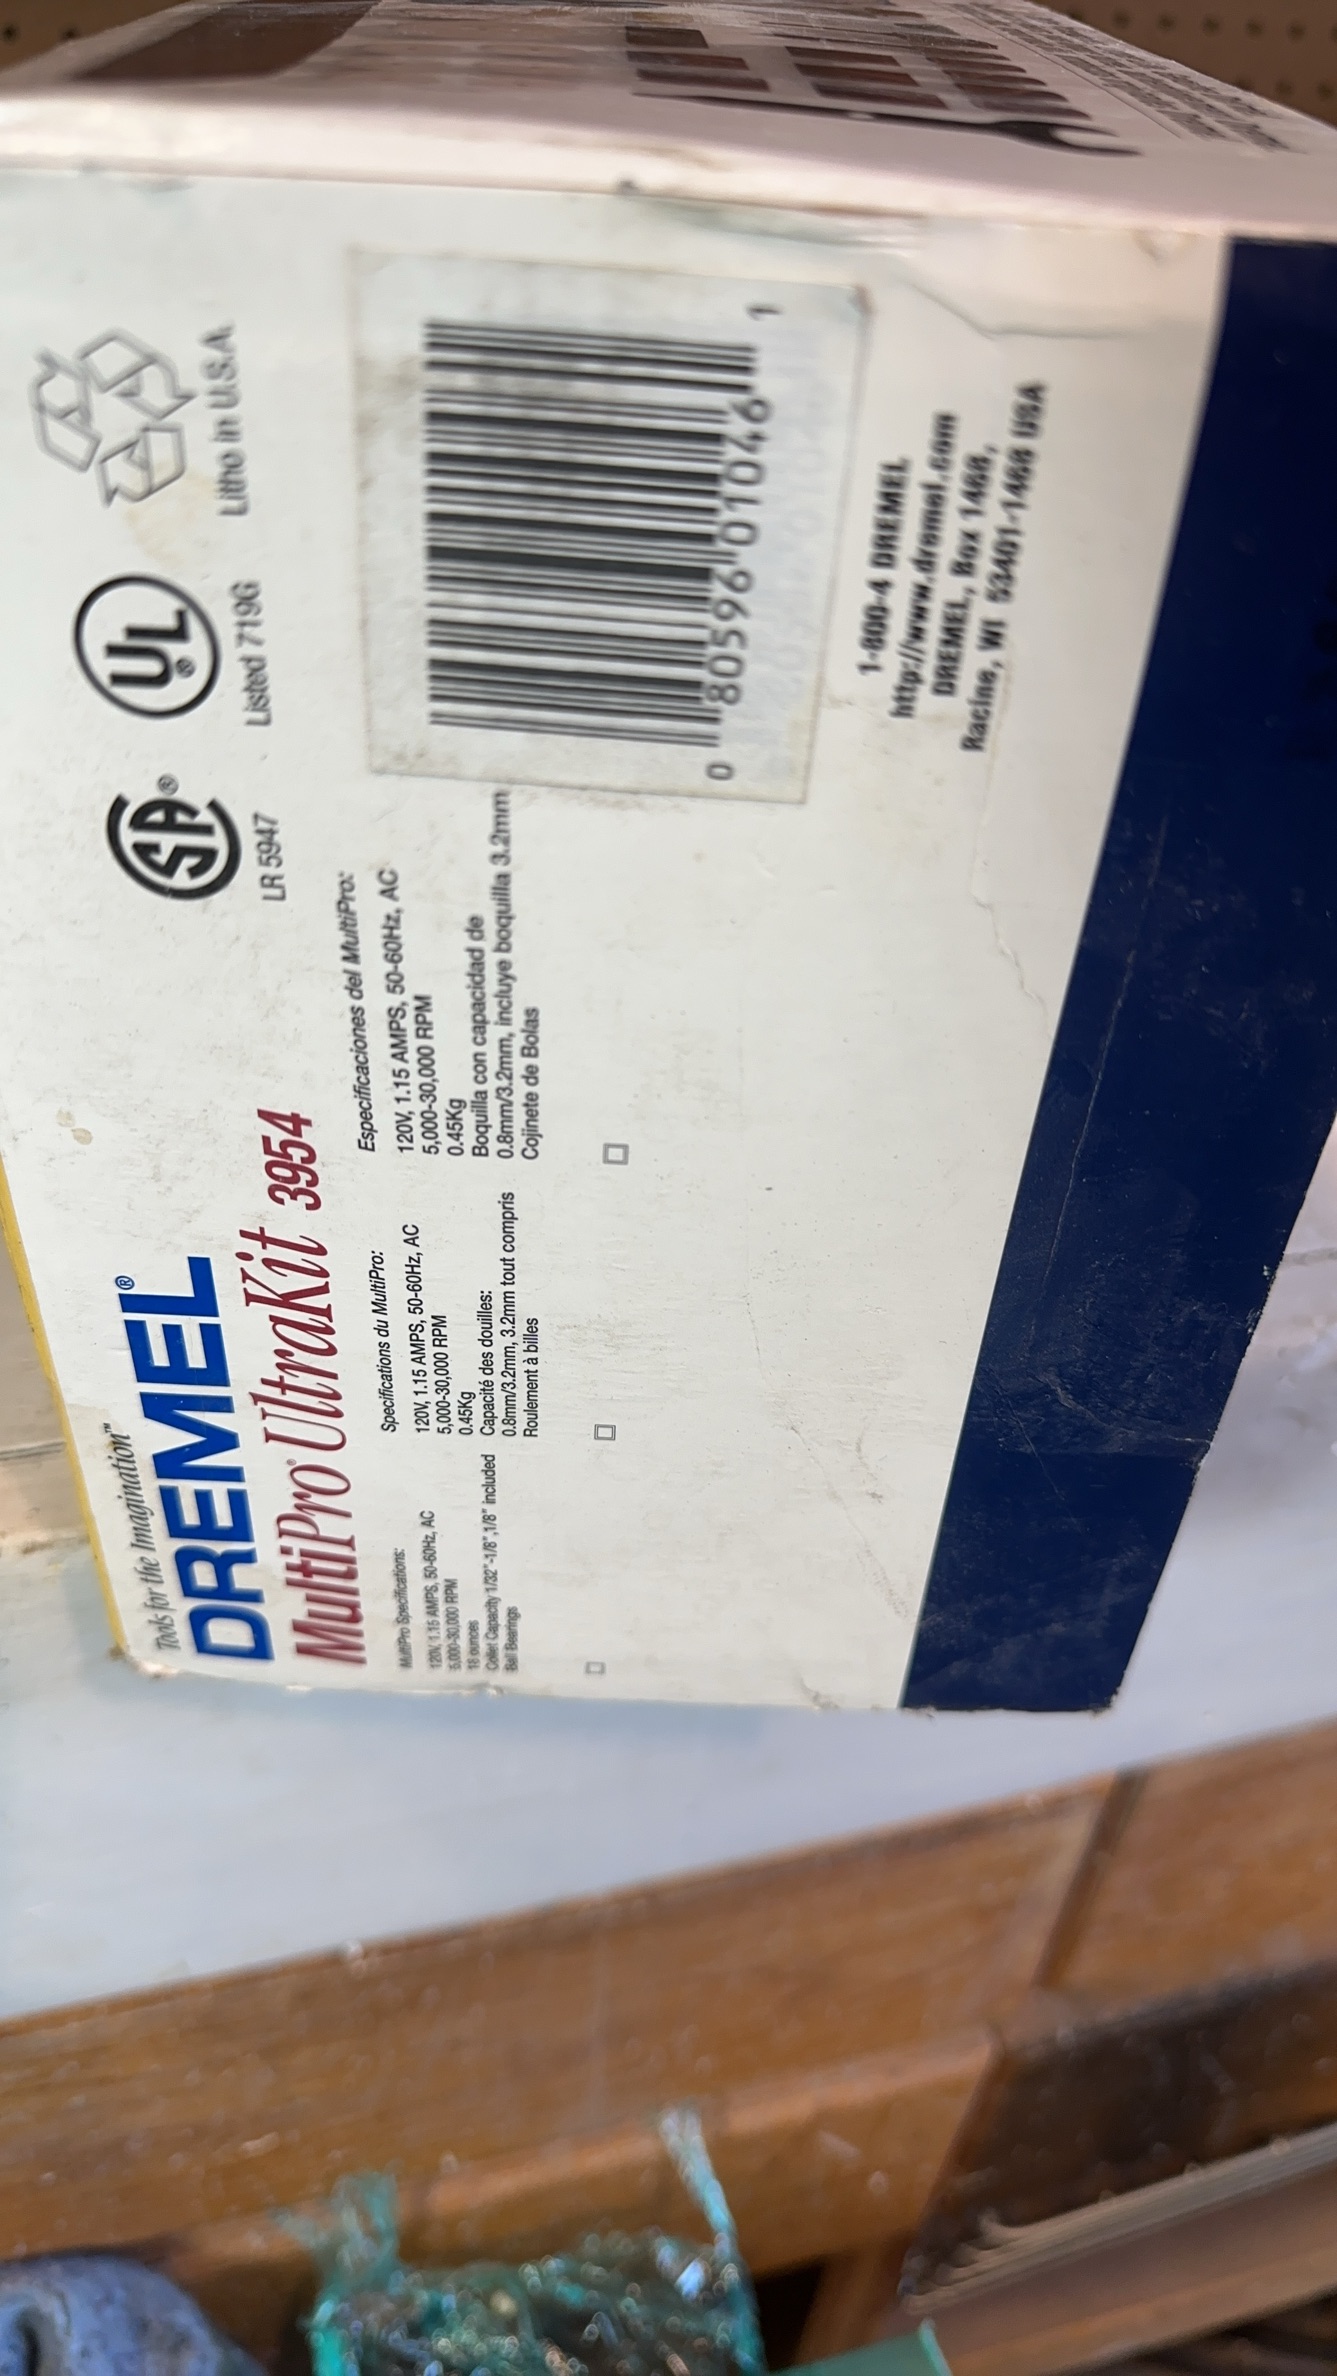 Tools for the Imagination™
DREMEL®
MultiPro UltraKit 3954
MultiPro Specifications:
120V, 1.15 AMPS, 50-60Hz, AC
5,000-30,000 RPM
18 ounces
Collet Capacity 1/32"-1/8", 1/8" included
Ball Bearings
Specifications du MultiPro:
120V, 1.15 AMPS, 50-60Hz, AC
5,000-30,000 RPM
0.45Kg
Capacité des douilles:
0.8mm/3.2mm, 3.2mm tout compris
Roulement à billes
Especificaciones del MultiPro:
120V, 1.15 AMPS, 50-60Hz, AC
5,000-30,000 RPM
0.45Kg
Boquilla con capacidad de
0.8mm/3.2mm, incluye boquilla 3.2mm
Cojinete de Bolas
SA®
LR 5947
UL®
Listed 719G
Litho in U.S.A.
0 80596 01046 1
1-800-4 DREMEL
http://www.dremel.com
DREMEL, Box 1468,
Racine, WI 53401-1468 USA